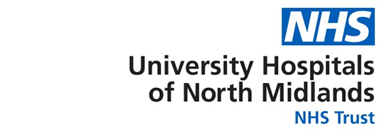 NHS
University Hospitals
of North Midlands
NHS Trust